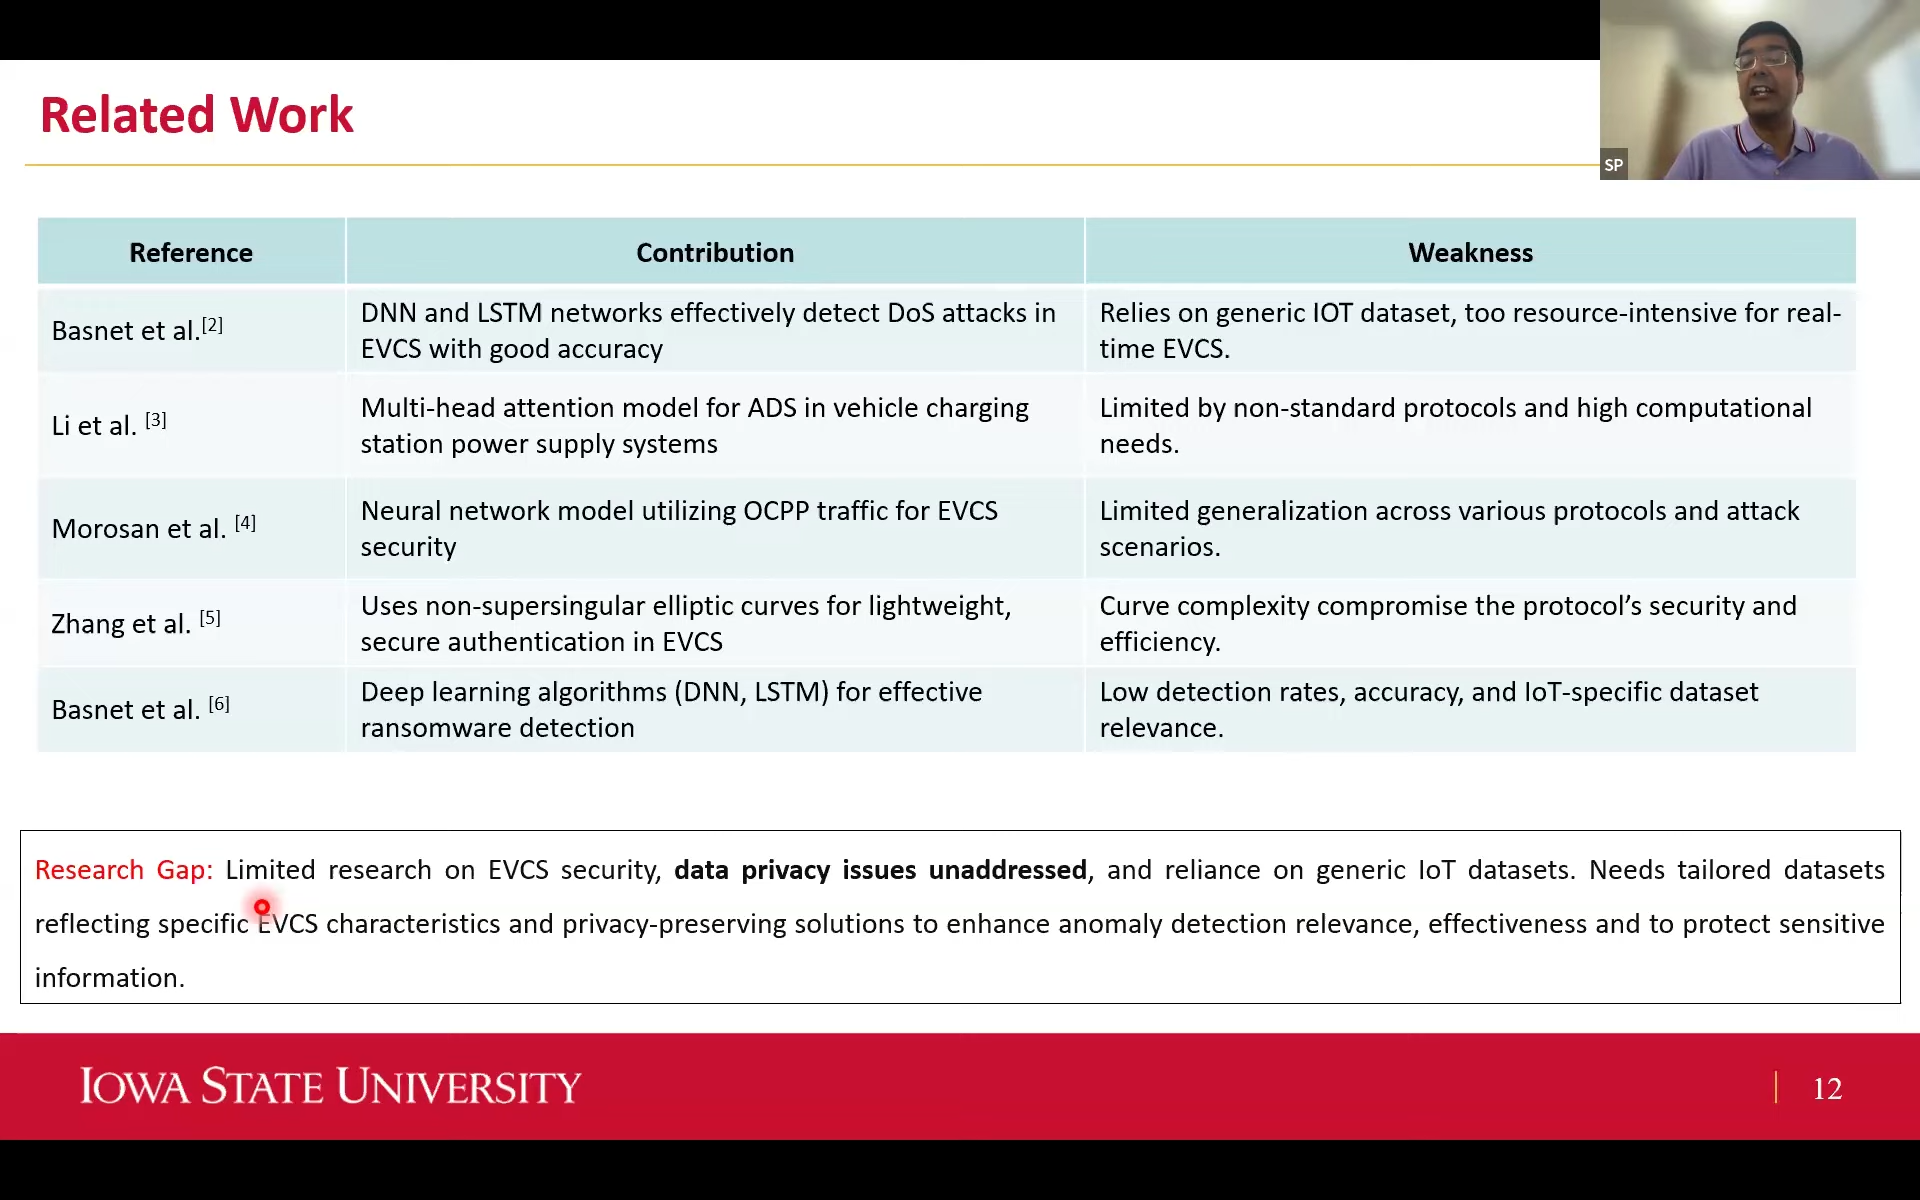 Related Work
SP
Reference Contribution Weakness
Basnet et al.[2]
DNN and LSTM networks effectively detect DoS attacks in
EVCS with good accuracy
Relies on generic IOT dataset, too resource-intensive for real-
time EVCS.
Li et al. [3]
Multi-head attention model for ADS in vehicle charging
station power supply systems
Limited by non-standard protocols and high computational
needs.
Morosan et al. [4]
Neural network model utilizing OCPP traffic for EVCS
security
Limited generalization across various protocols and attack
scenarios.
Zhang et al. [5]
Uses non-supersingular elliptic curves for lightweight,
secure authentication in EVCS
Curve complexity compromise the protocol’s security and
efficiency.
Basnet et al. [6]
Deep learning algorithms (DNN, LSTM) for effective
ransomware detection
Low detection rates, accuracy, and IoT-specific dataset
relevance.
Research Gap: Limited research on EVCS security, data privacy issues unaddressed, and reliance on generic IoT datasets. Needs tailored datasets
reflecting specific EVCS characteristics and privacy-preserving solutions to enhance anomaly detection relevance, effectiveness and to protect sensitive
information.
IOWA STATE UNIVERSITY
12